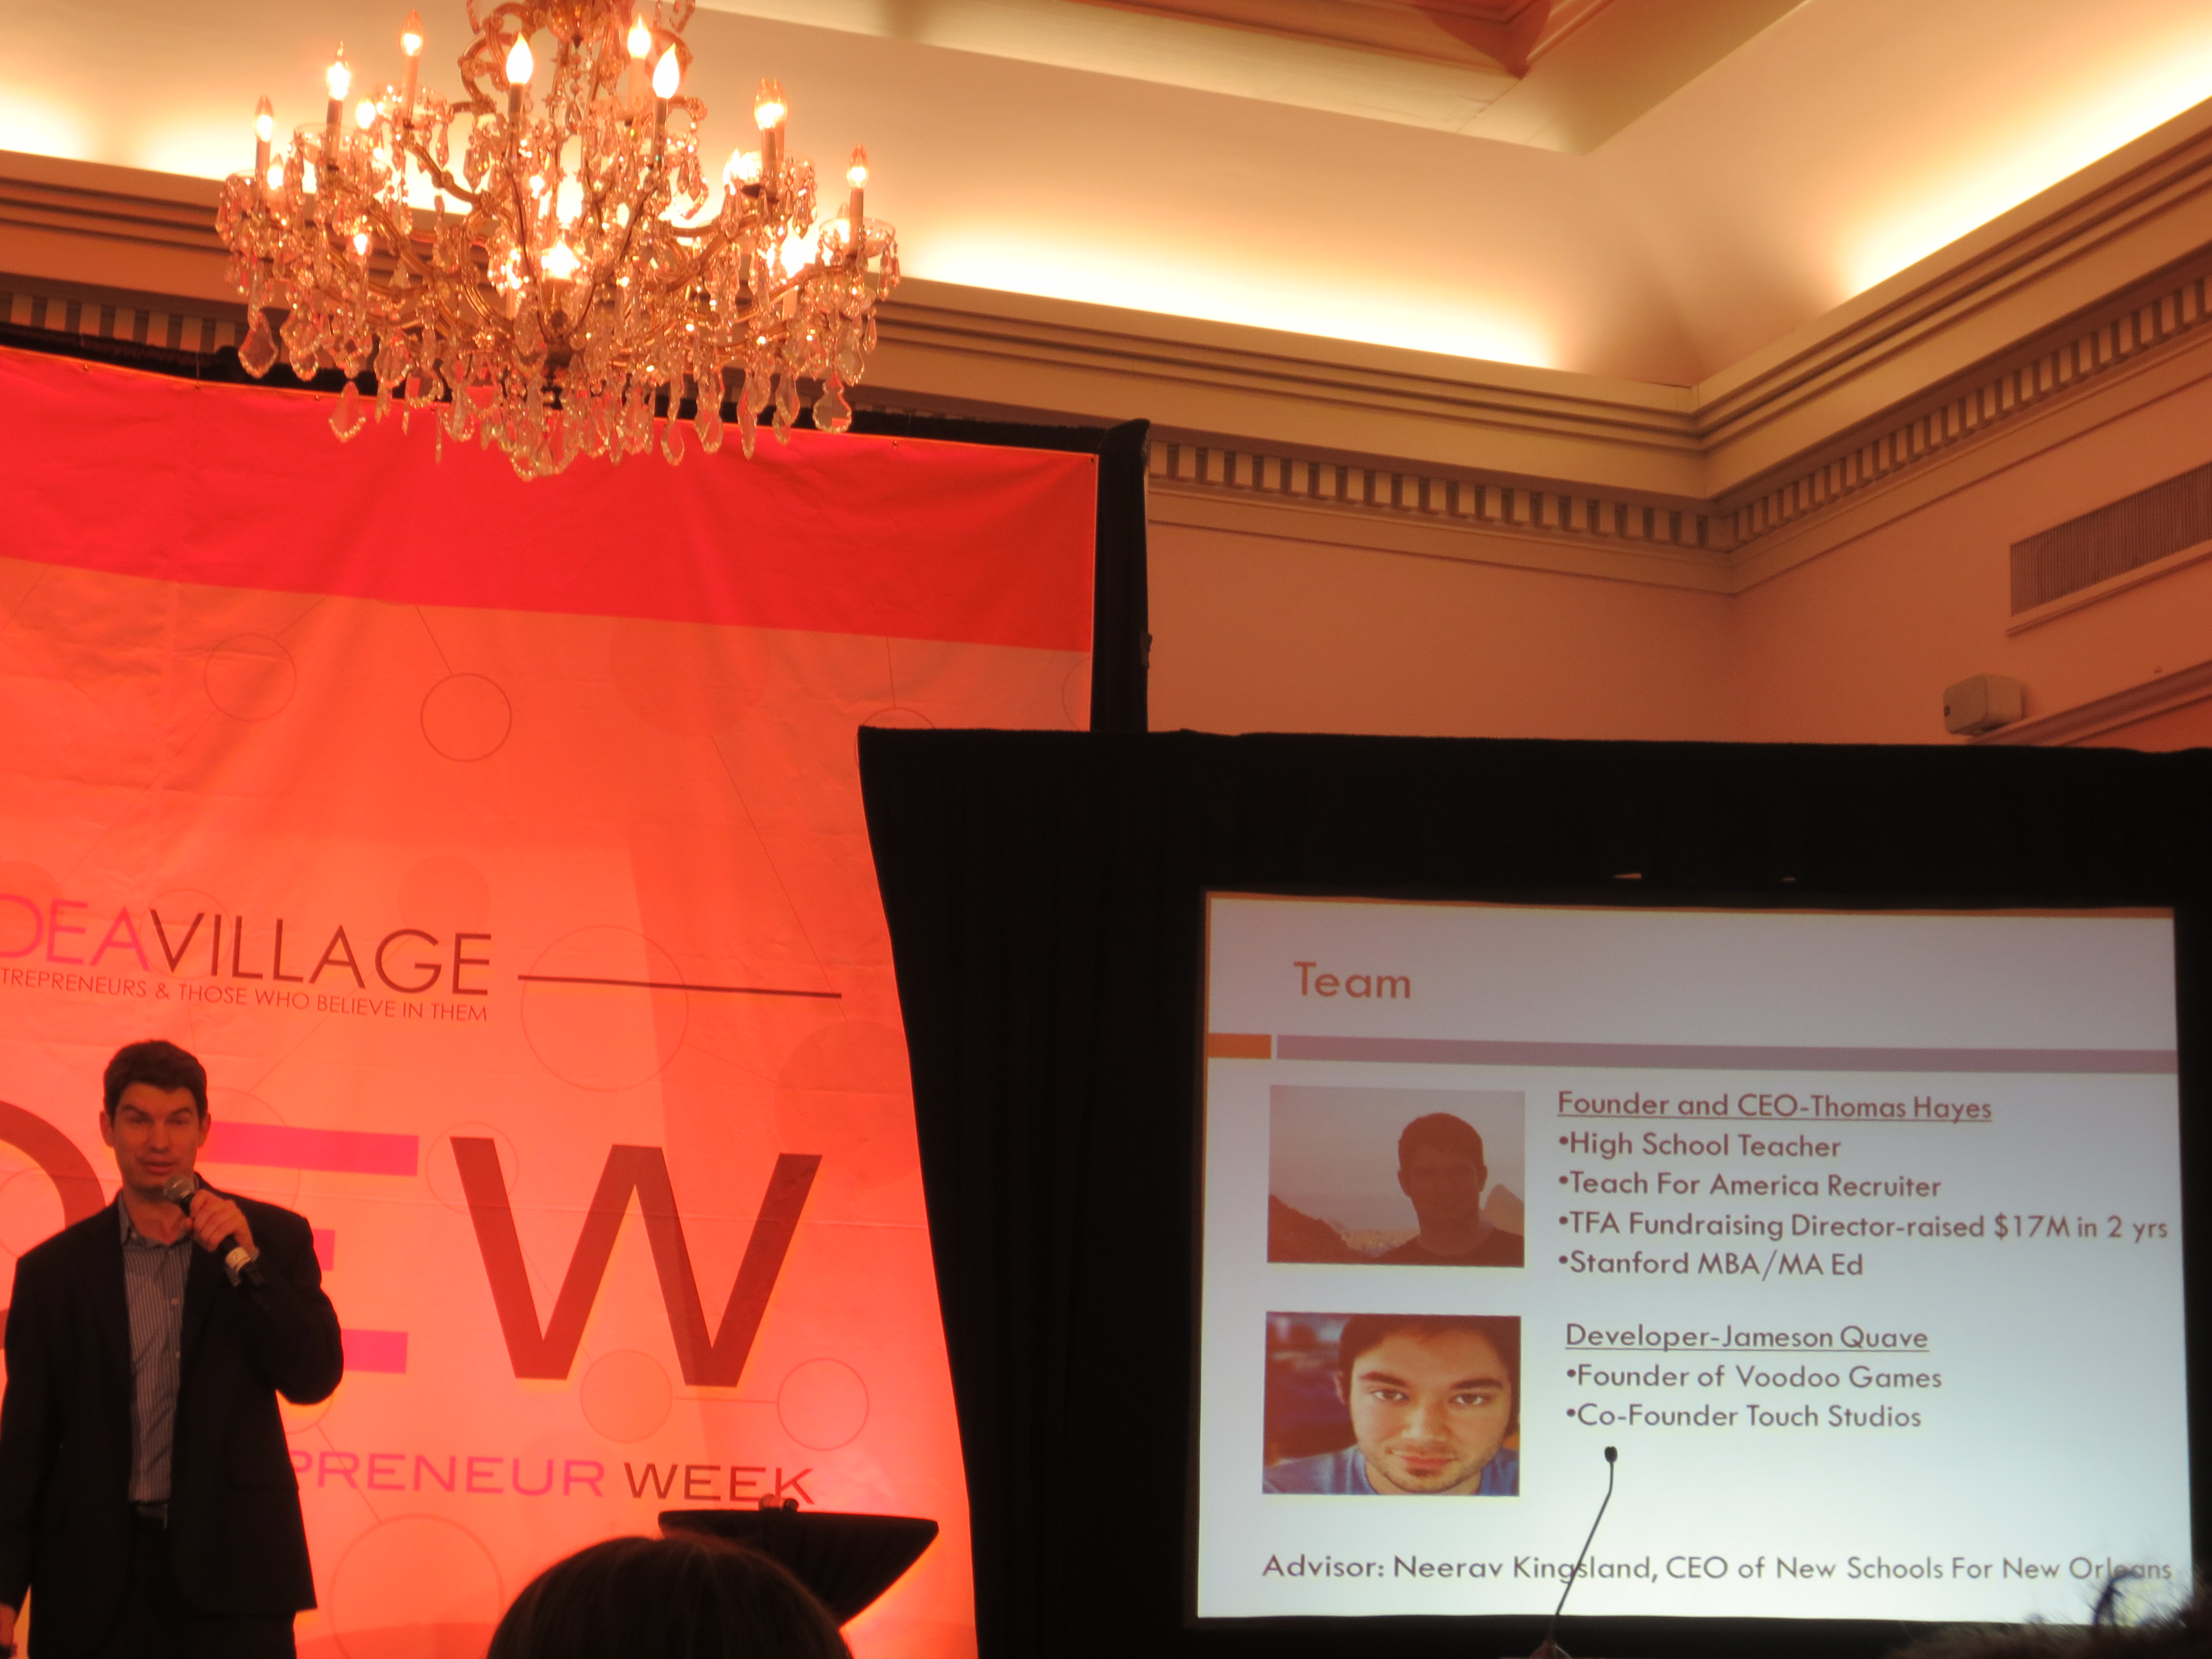 DEAVILLAGE
TREPRENEURS & THOSE WHO BELIEVE IN THEM
EW
PRENEUR WEEK
Team
Founder and CEO-Thomas Hayes
•High School Teacher
•Teach For America Recruiter
•TFA Fundraising Director-raised $17M in 2 yrs
•Stanford MBA/MA Ed
Developer-Jameson Quave
•Founder of Voodoo Games
•Co-Founder Touch Studios
Advisor: Neerav Kingsland, CEO of New Schools For New Orleans